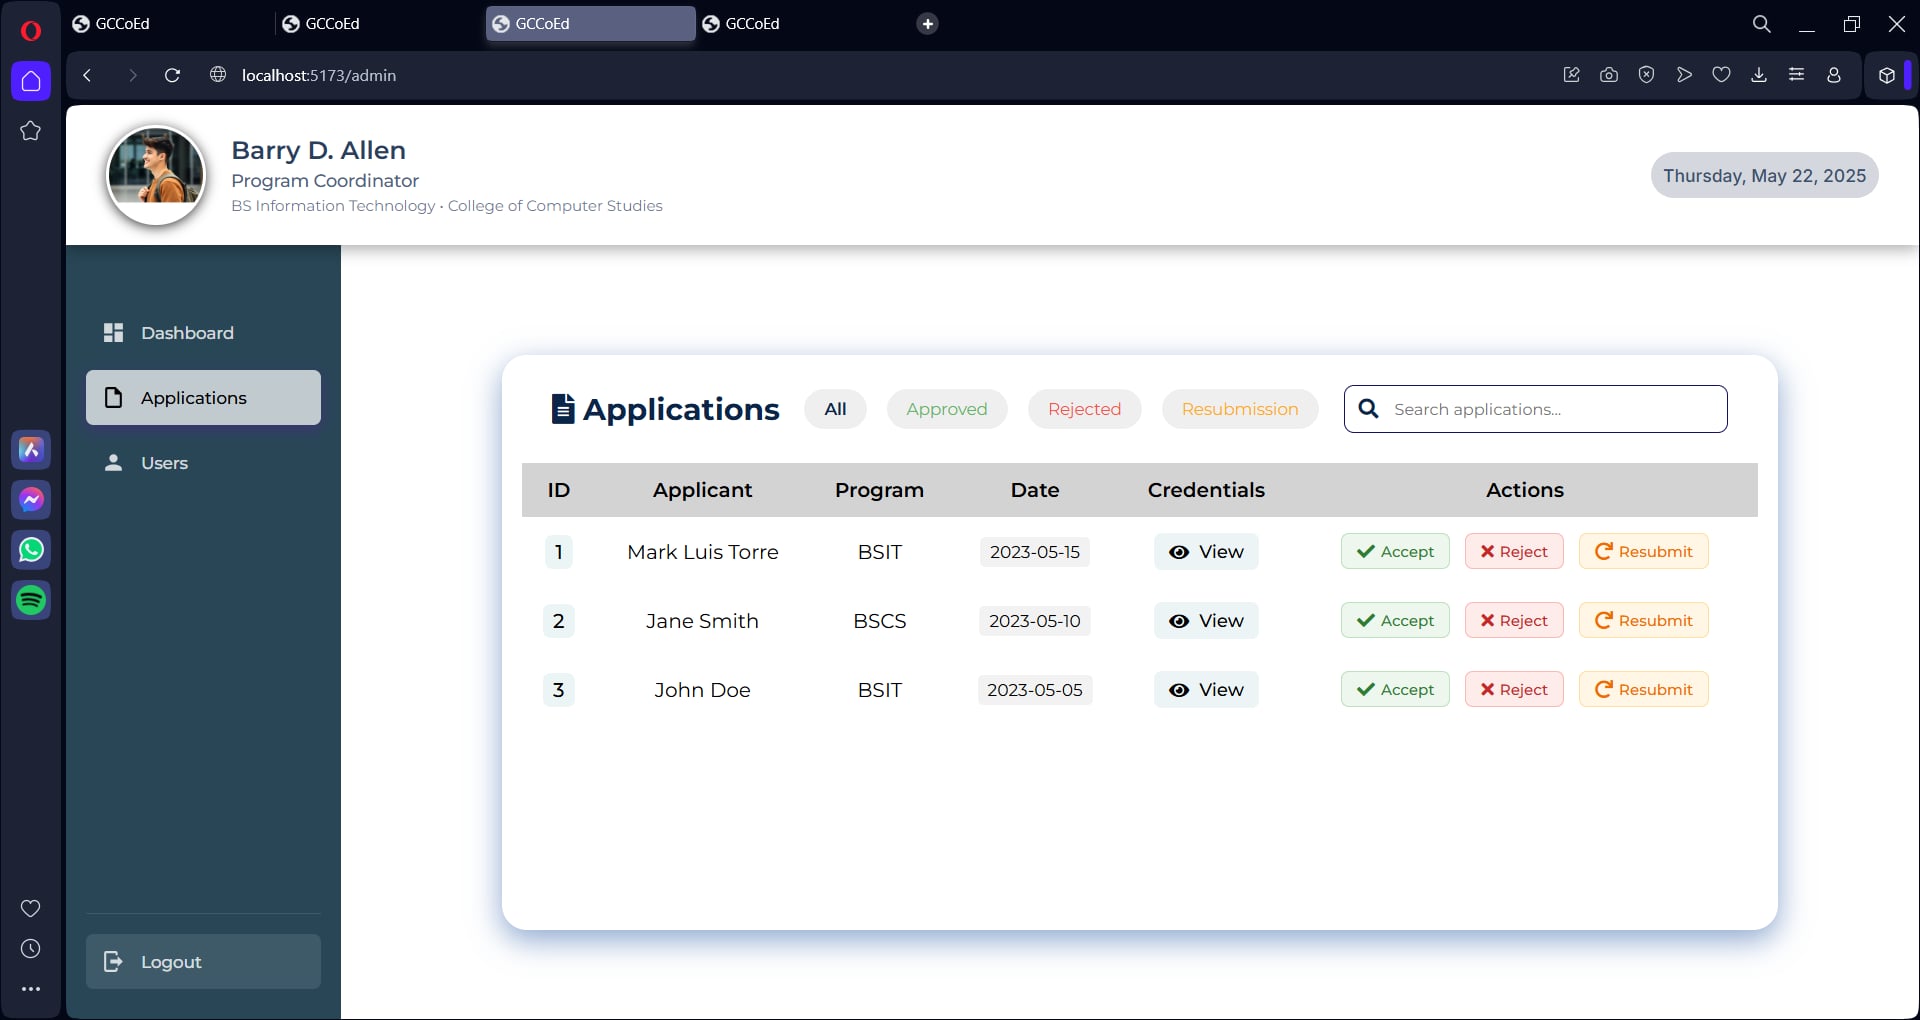 GCCoEd GCCoEd GCCoEd GCCoEd
localhost:5173/admin
Barry D. Allen
Program Coordinator
BS Information Technology • College of Computer Studies
Thursday, May 22, 2025
Dashboard
Applications
Users
Logout
Applications All Approved Rejected Resubmission Search applications...
ID Applicant Program Date Credentials Actions
1 Mark Luis Torre BSIT 2023-05-15 View Accept Reject Resubmit
2 Jane Smith BSCS 2023-05-10 View Accept Reject Resubmit
3 John Doe BSIT 2023-05-05 View Accept Reject Resubmit